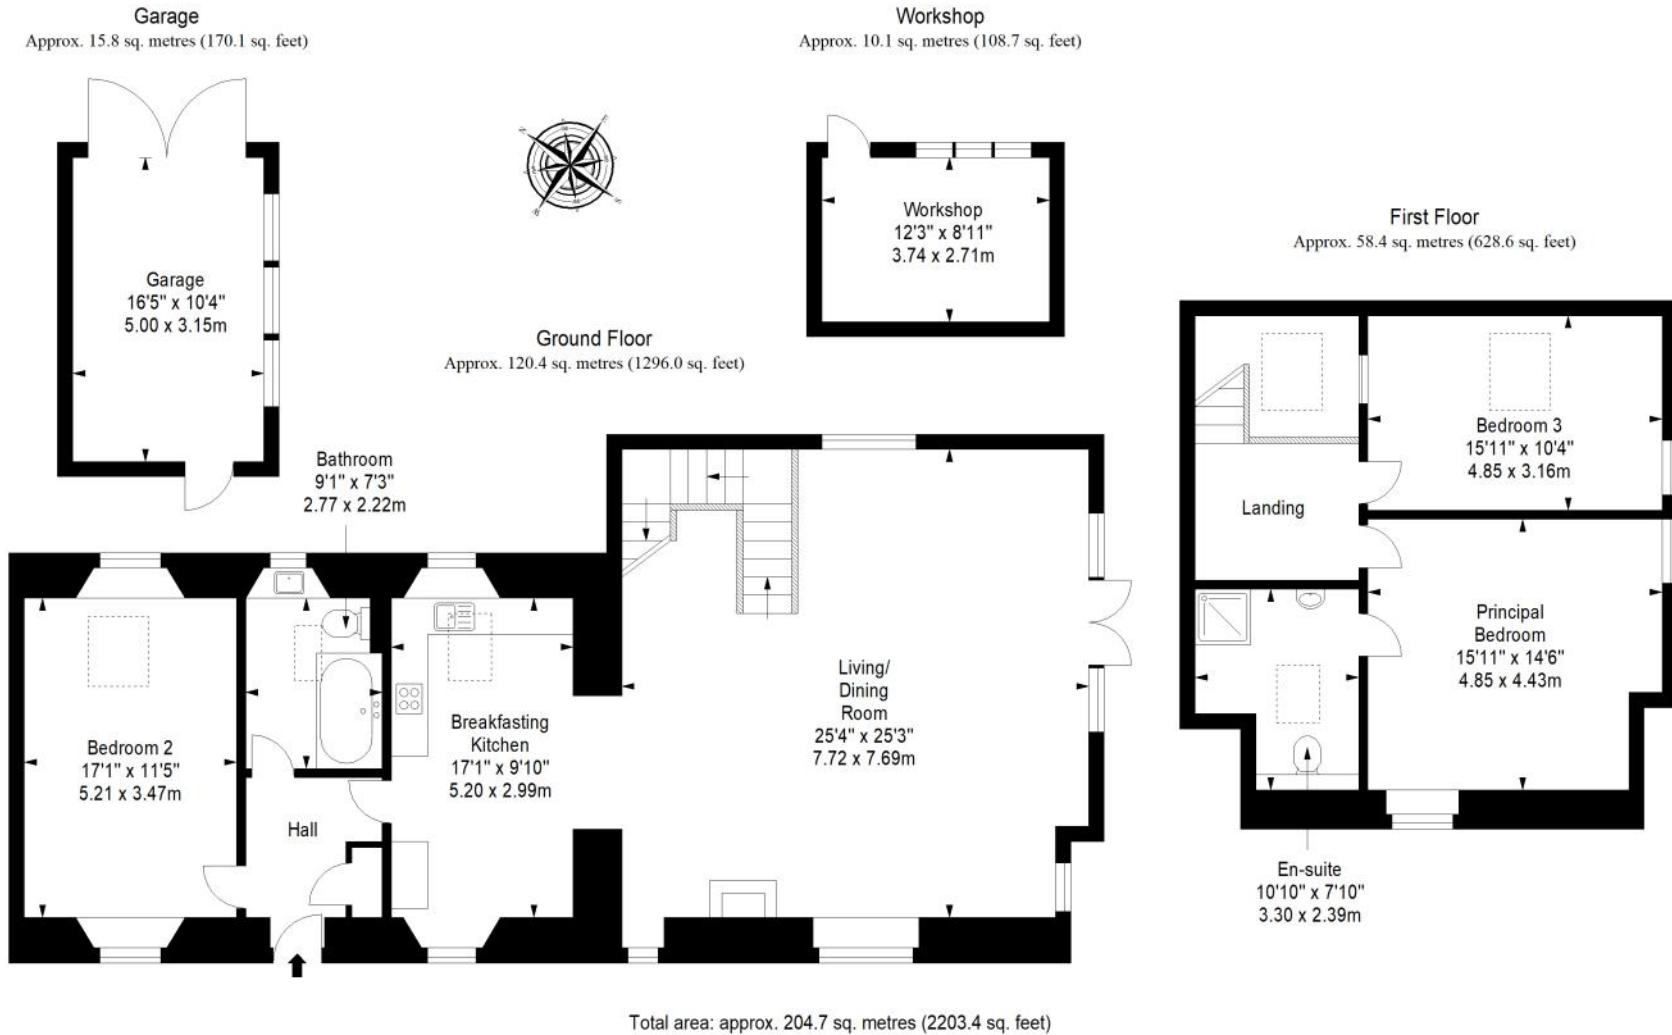 Garage
Approx. 15.8 sq. metres (170.1 sq. feet)
Workshop
Approx. 10.1 sq. metres (108.7 sq. feet)
Garage
16'5" x 10'4"
5.00 x 3.15m
Workshop
12'3" x 8'11"
3.74 x 2.71m
First Floor
Approx. 58.4 sq. metres (628.6 sq. feet)
Ground Floor
Approx. 120.4 sq. metres (1296.0 sq. feet)
Bathroom
9'1" x 7'3"
2.77 x 2.22m
Bedroom 3
15'11" x 10'4"
4.85 x 3.16m
Landing
Principal
Bedroom
15'11" x 14'6"
4.85 x 4.43m
Living/
Dining
Room
25'4" x 25'3"
7.72 x 7.69m
Breakfasting
Kitchen
17'1" x 9'10"
5.20 x 2.99m
Bedroom 2
17'1" x 11'5"
5.21 x 3.47m
Hall
En-suite
10'10" x 7'10"
3.30 x 2.39m
Total area: approx. 204.7 sq. metres (2203.4 sq. feet)